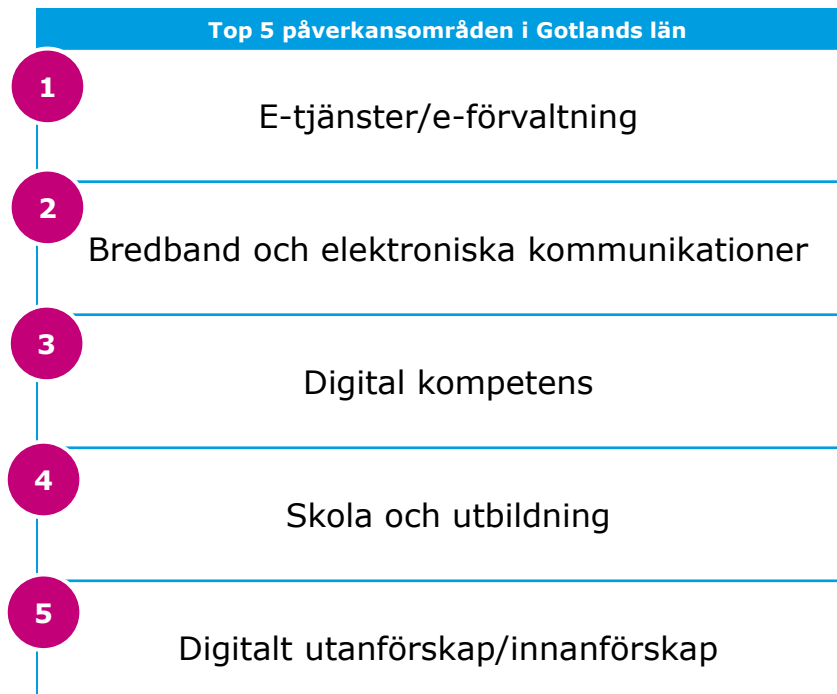 Top 5 påverkansområden i Gotlands län
1
E-tjänster/e-förvaltning
2
Bredband och elektroniska kommunikationer
3
Digital kompetens
4
Skola och utbildning
5
Digitalt utanförskap/innanförskap